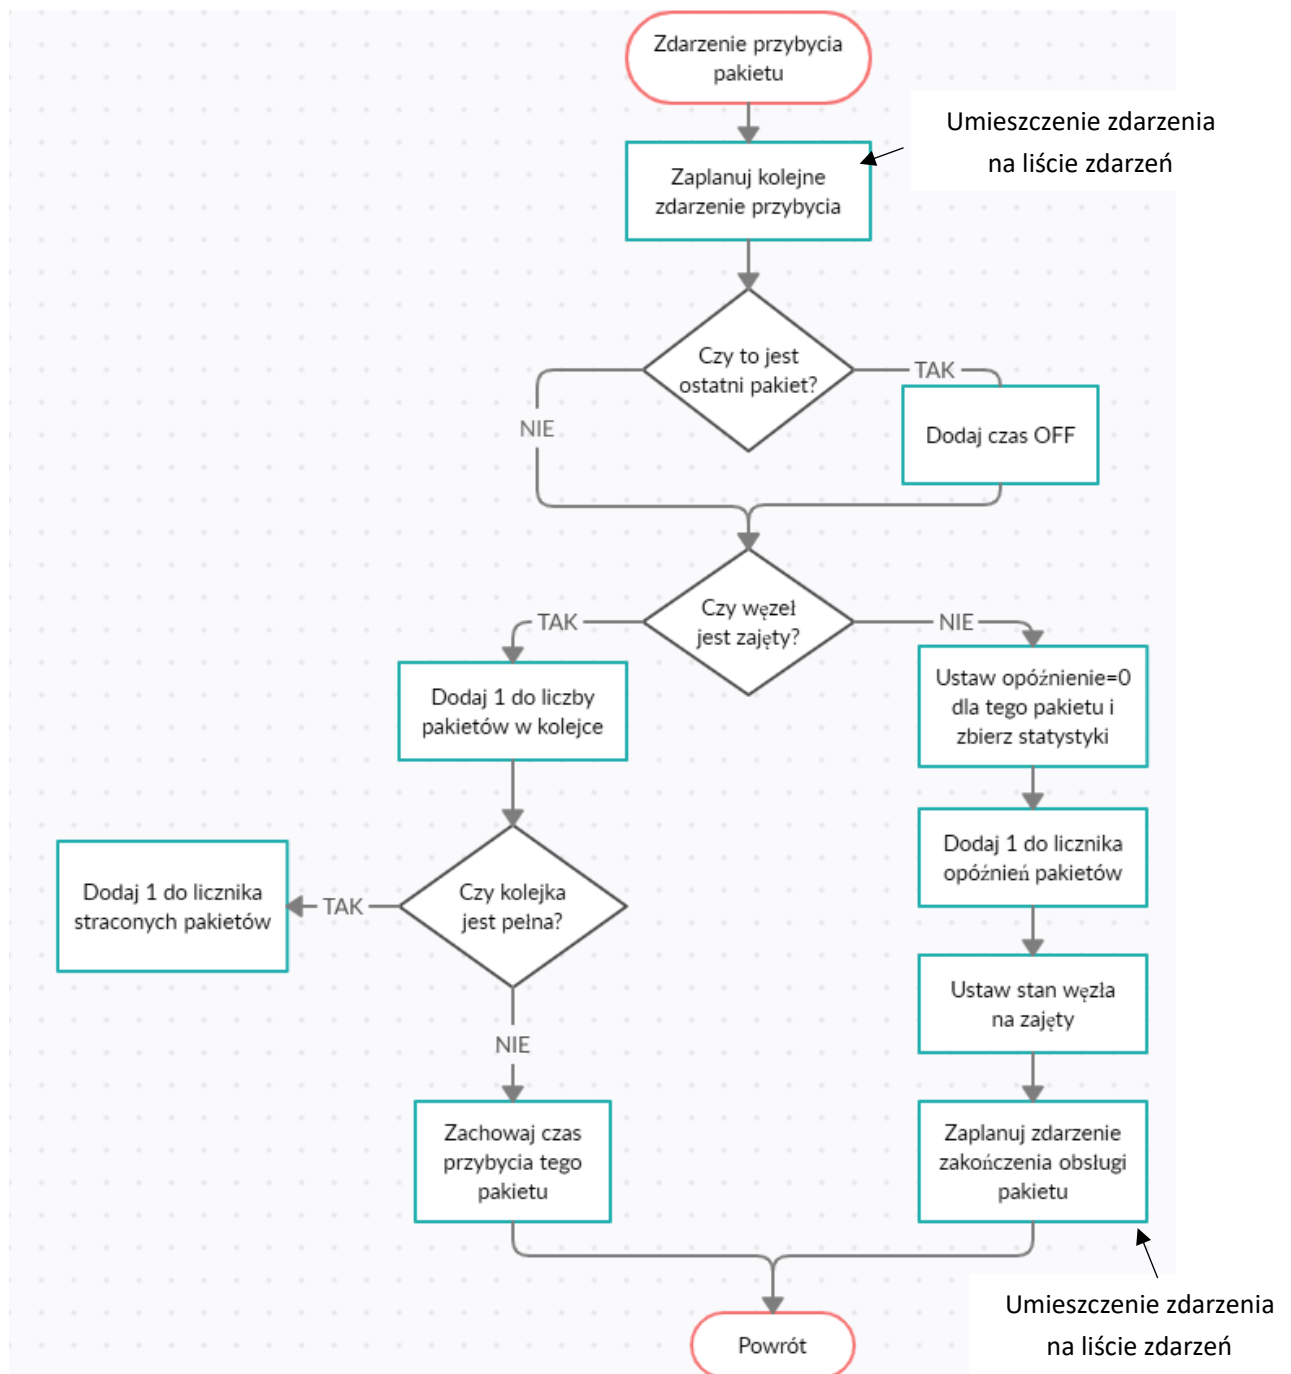 Zdarzenie przybycia
pakietu
Umieszczenie zdarzenia
na liście zdarzeń
Zaplanuj kolejne
zdarzenie przybycia
Czy to jest
ostatni pakiet?
TAK
NIE
Dodaj czas OFF
Czy węzeł
jest zajęty?
TAK
NIE
Dodaj 1 do liczby
pakietów w kolejce
Ustaw opóźnienie=0
dla tego pakietu i
zbierz statystyki
Dodaj 1 do licznika
opóźnień pakietów
Czy kolejka
jest pełna?
TAK
Dodaj 1 do licznika
straconych pakietów
Ustaw stan węzła
na zajęty
NIE
Zachowaj czas
przybycia tego
pakietu
Zaplanuj zdarzenie
zakończenia obsługi
pakietu
Umieszczenie zdarzenia
na liście zdarzeń
Powrót